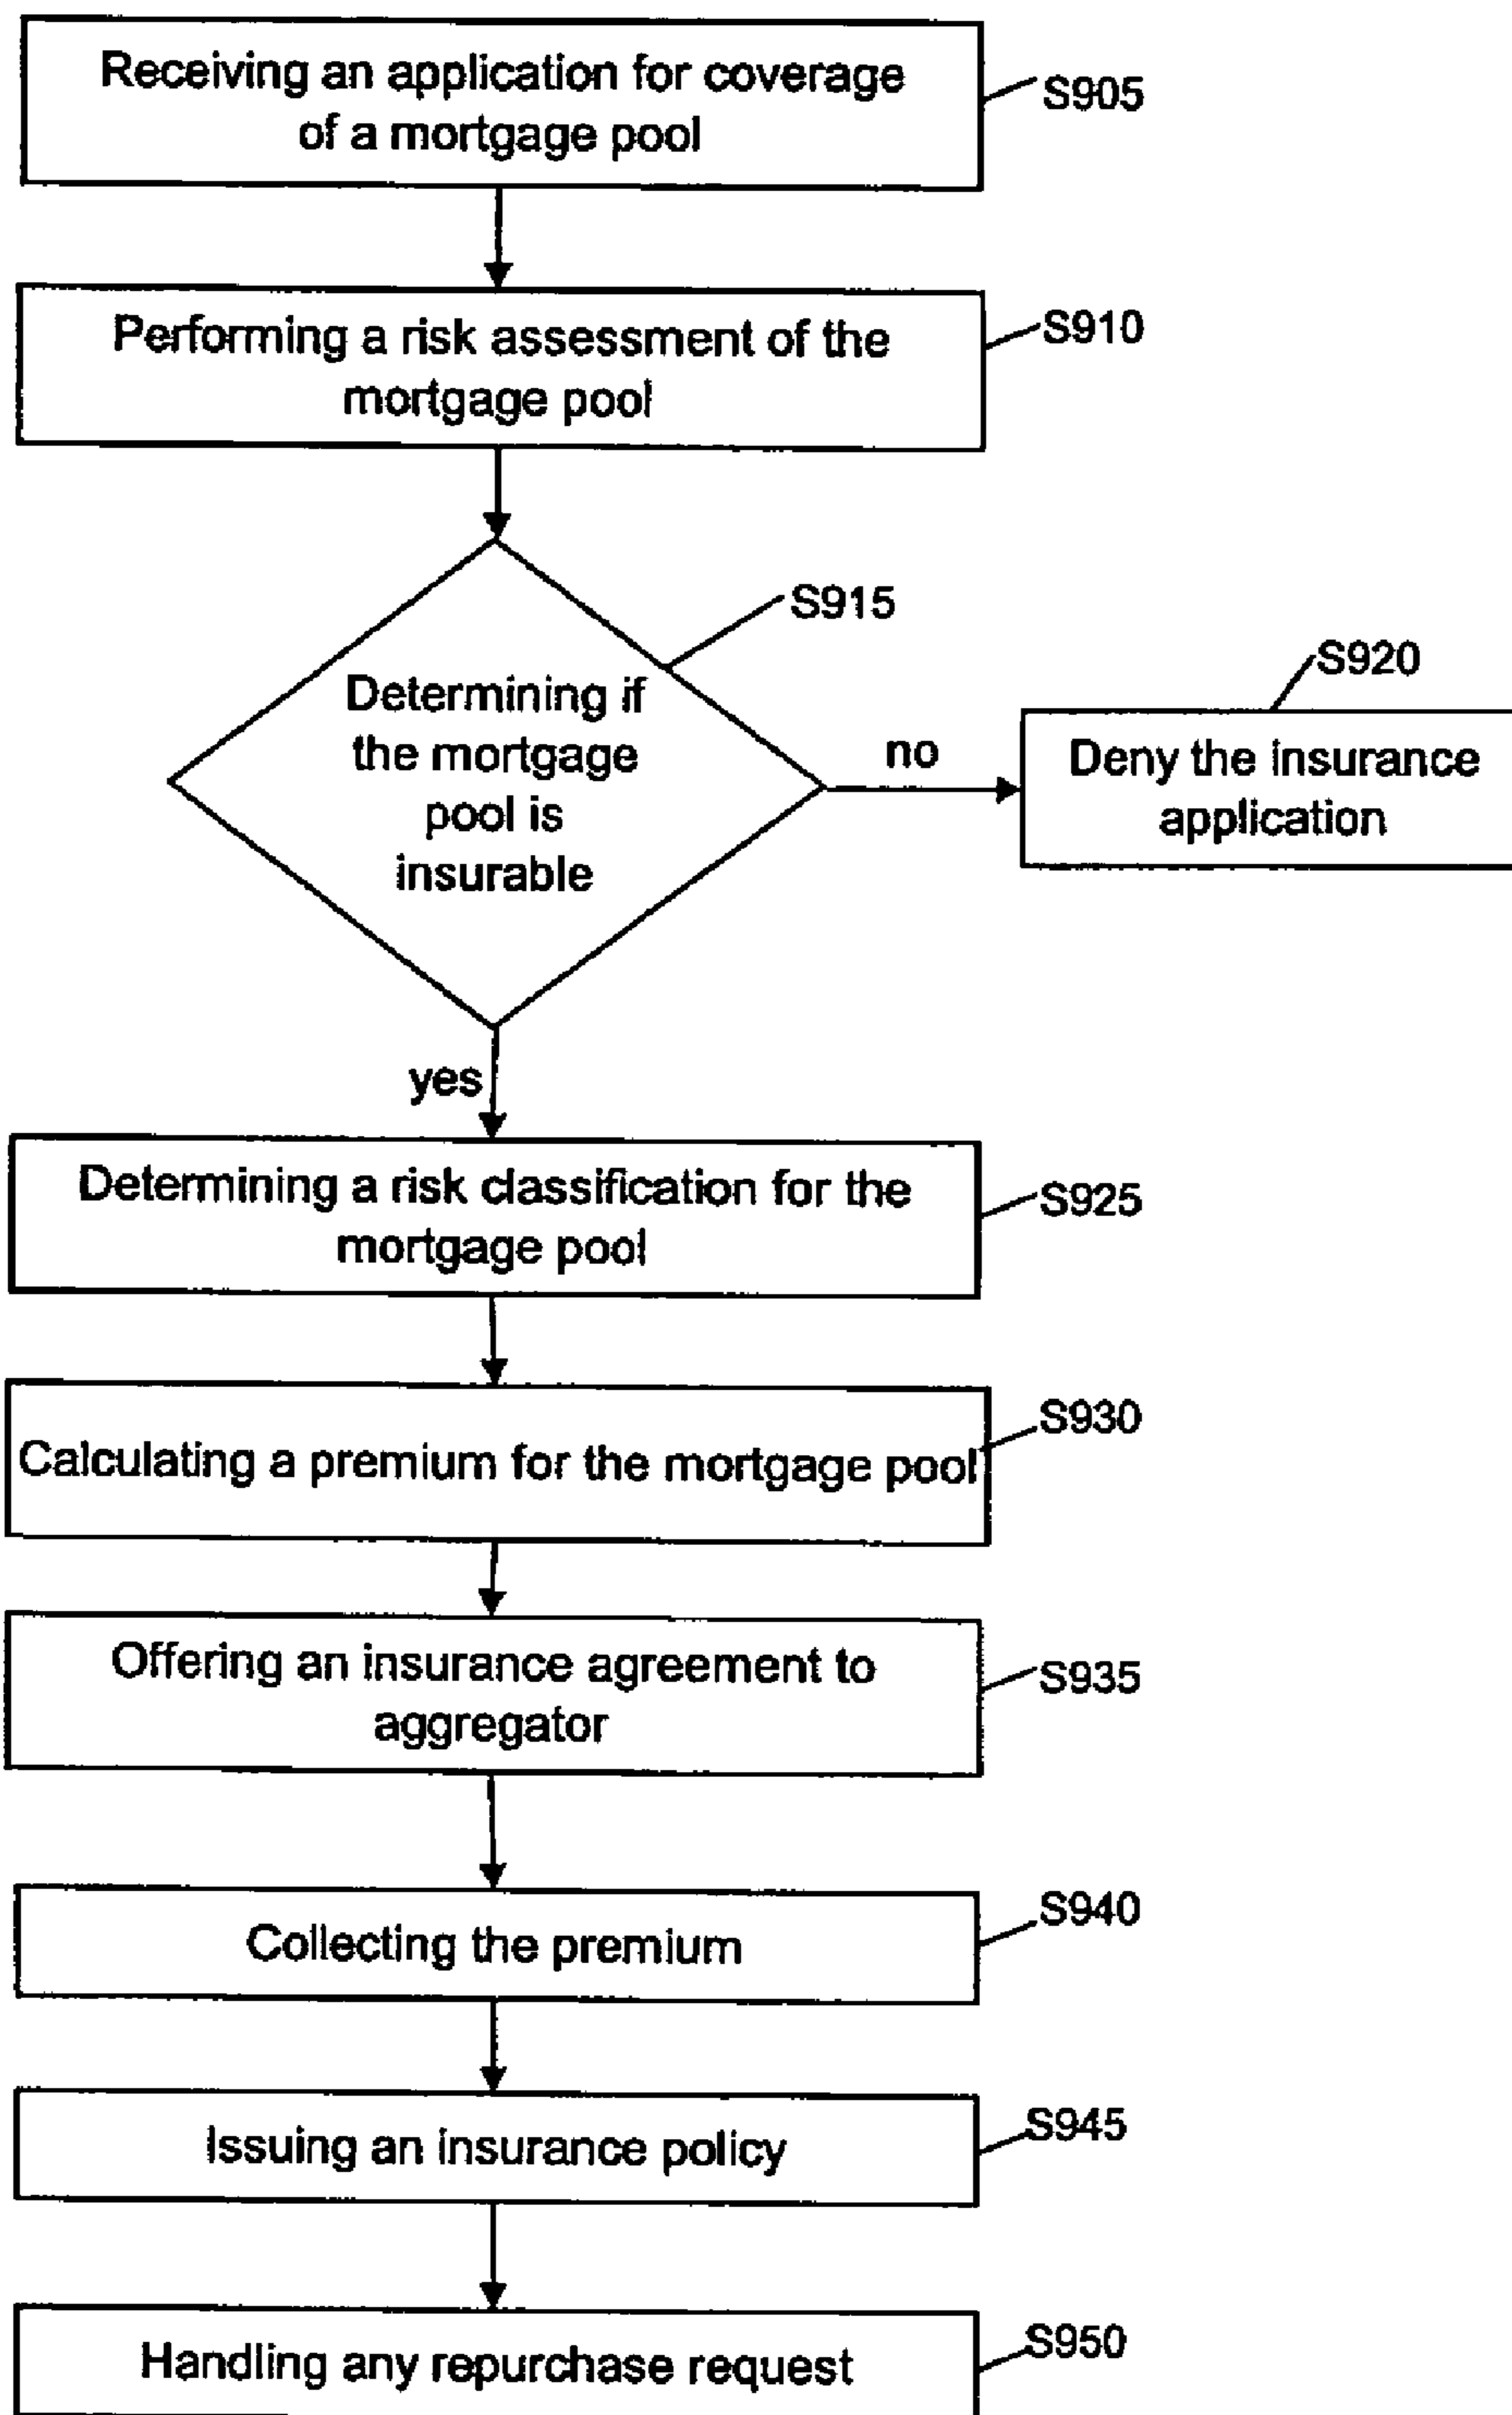 Receiving an application for coverage
of a mortgage pool
S905
Performing a risk assessment of the
mortgage pool
S910
S915
Determining if
the mortgage
pool is
insurable
no
S920
Deny the insurance
application
yes
Determining a risk classification for the
mortgage pool
S925
Calculating a premium for the mortgage pool
S930
Offering an insurance agreement to
aggregator
S935
Collecting the premium
S940
Issuing an insurance policy
S945
Handling any repurchase request
S950